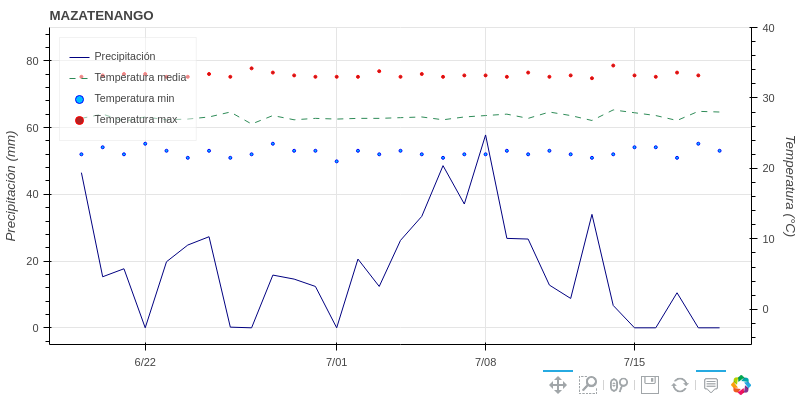 MAZATENANGO
Precipitación
Temperatura media
Temperatura min
Temperatura max
Precipitación (mm)
80
60
40
20
0
Temperatura (°C)
40
30
20
10
0
6/22
7/01
7/08
7/15